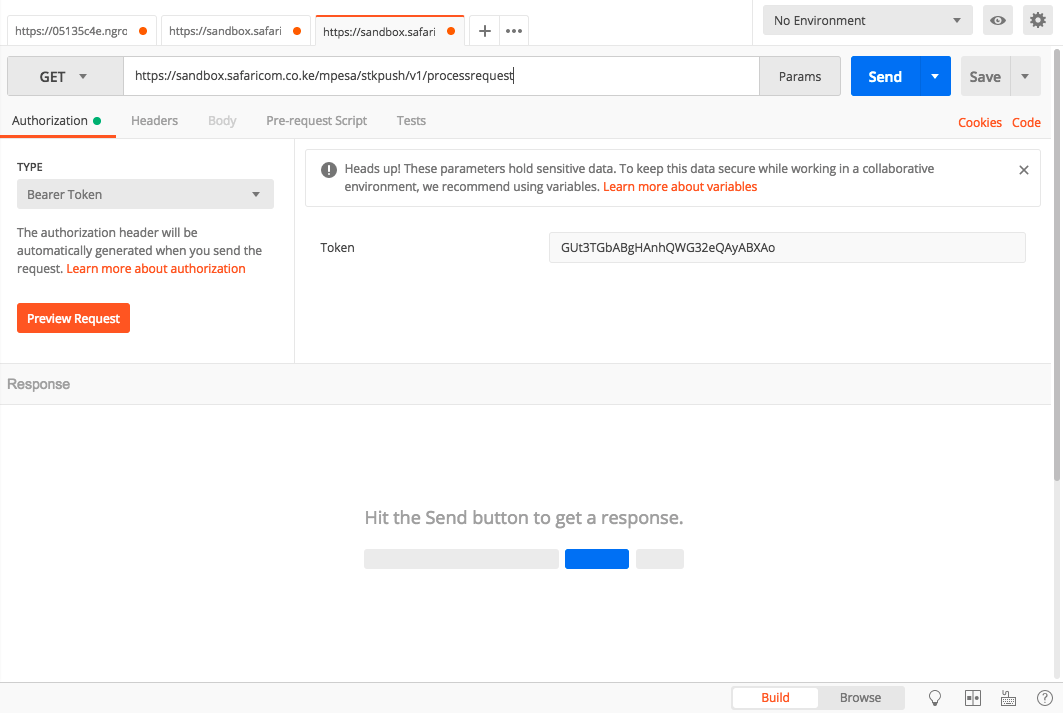 https://05135c4e.ngro
https://sandbox.safari
https://sandbox.safari
No Environment
GET
https://sandbox.safaricom.co.ke/mpesa/stkpush/v1/processrequest
Params
Send
Save
Authorization
Headers
Body
Pre-request Script
Tests
Cookies
Code
TYPE
Bearer Token
The authorization header will be
automatically generated when you send the
request. Learn more about authorization
Preview Request
Heads up! These parameters hold sensitive data. To keep this data secure while working in a collaborative
environment, we recommend using variables. Learn more about variables
Token
GUt3TGbABgHAnhQWG32eQAyABXAo
Response
Hit the Send button to get a response.
Build
Browse